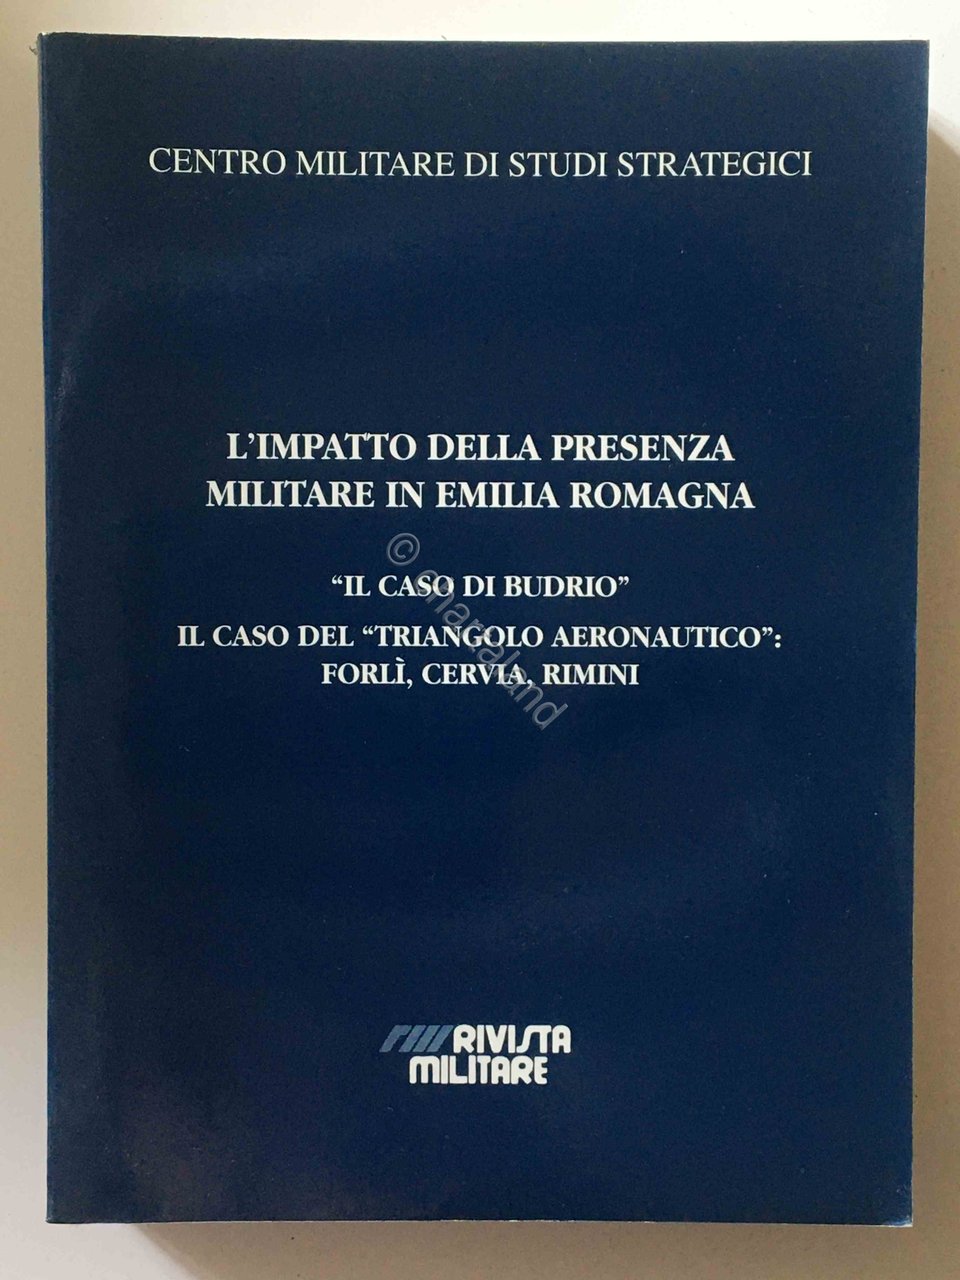 CENTRO MILITARE DI STUDI STRATEGICI
L'IMPATTO DELLA PRESENZA
MILITARE IN EMILIA ROMAGNA
“IL CASO DI BUDRIO”
IL CASO DEL “TRIANGOLO AERONAUTICO”:
FORLÌ, CERVIA, RIMINI
© chartaland
RIVISTA
MILITARE